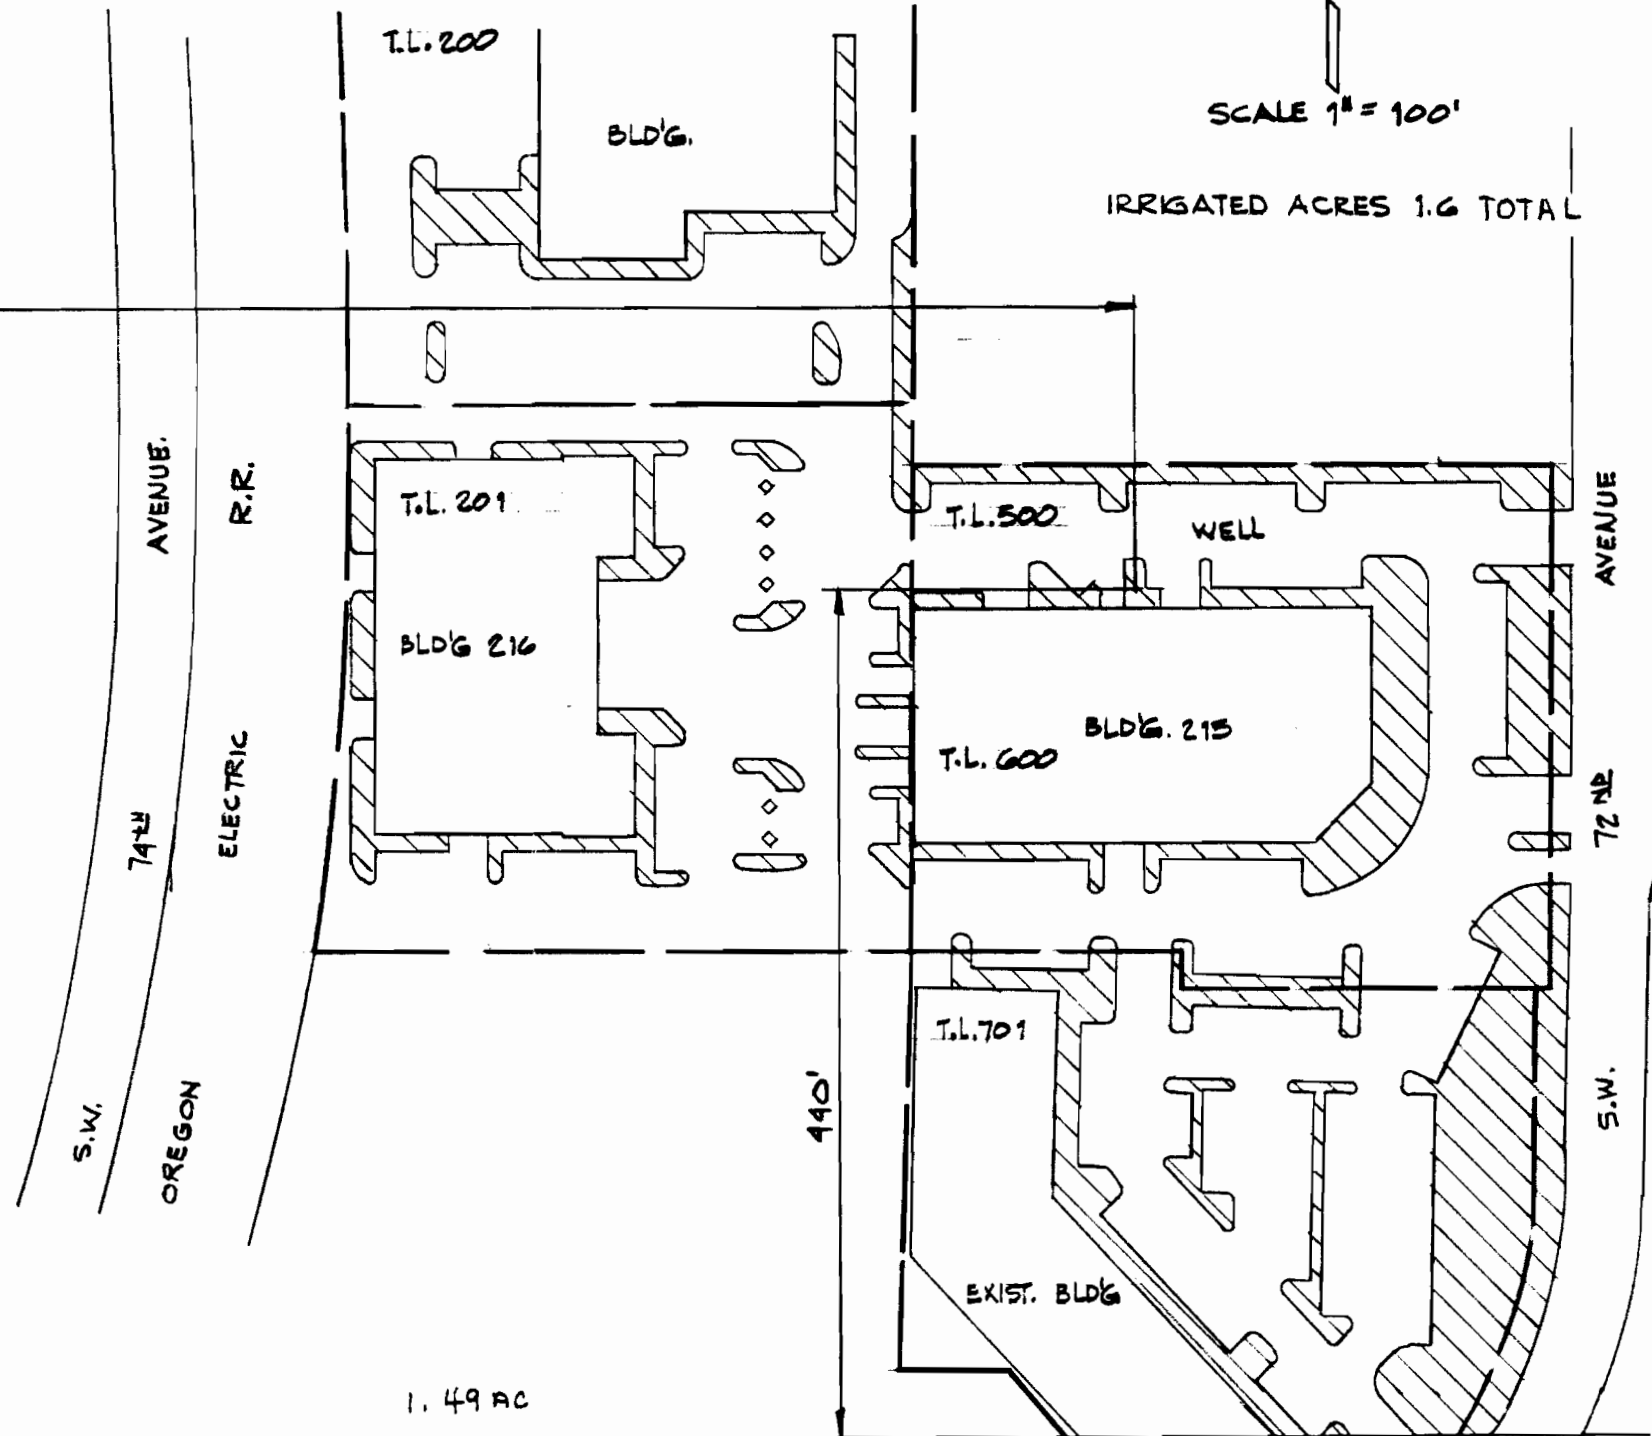 T.L. 200
BLD'G.
SCALE 1" = 100'
IRRIGATED ACRES 1.6 TOTAL
AVENUE.
R.R.
T.L. 201
T.L. 500
WELL
AVENUE
BLD'G 216
BLD'G. 215
T.L. 600
ELECTRIC
74TH
72ND
T.L. 701
440'
S.W.
OREGON
S.W.
EXIST. BLD'G
1.49 AC